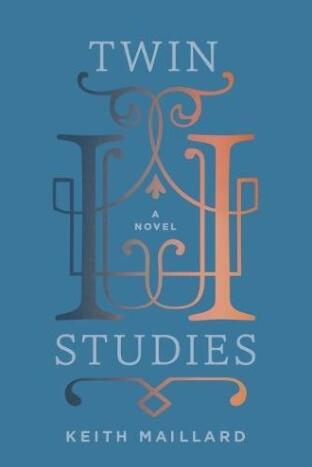 TWIN
A
NOVEL
STUDIES
KEITH MAILLARD